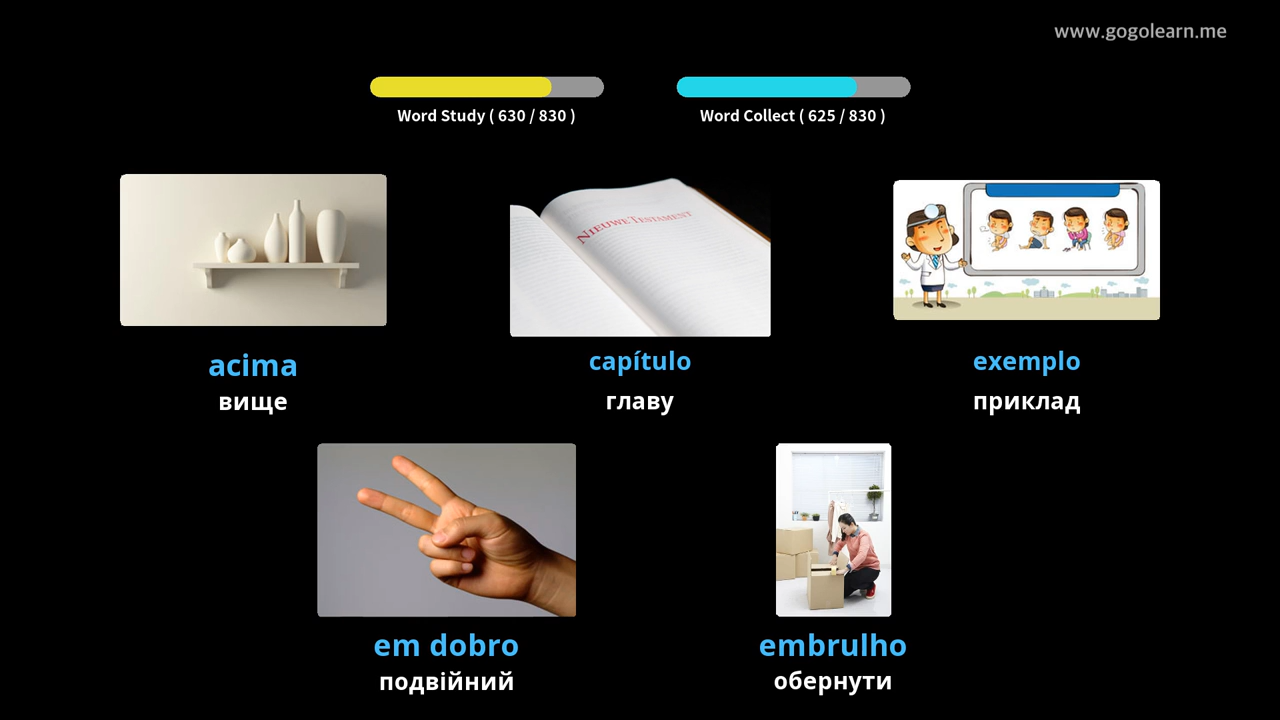 www.gogolearn.me
Word Study ( 630 / 830 )
Word Collect ( 625 / 830 )
NIEUWE TESTAMENT
acima
вище
capítulo
главу
exemplo
приклад
em dobro
подвійний
embrulho
обернути